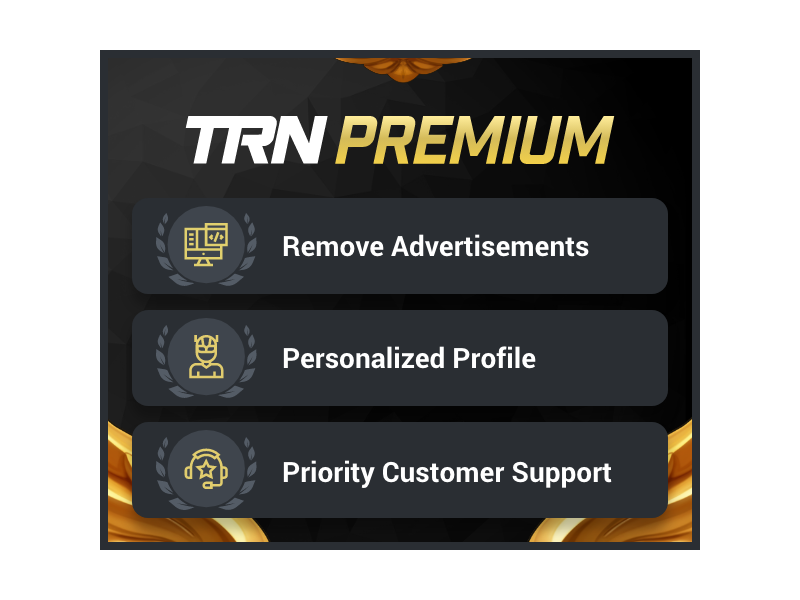 TRN PREMIUM
Remove Advertisements
Personalized Profile
Priority Customer Support